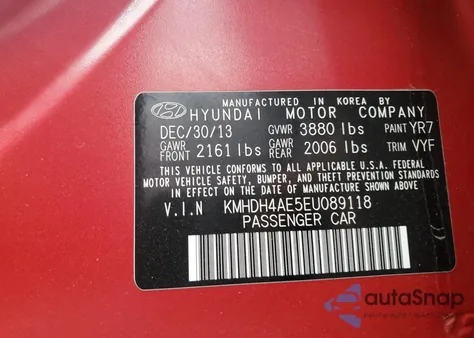 MANUFACTURED IN KOREA BY
HYUNDAI MOTOR COMPANY
DEC/30/13 GVWR 3880 lbs PAINT YR7
GAWR FRONT 2161 lbs GAWR REAR 2006 lbs TRIM VYF
THIS VEHICLE CONFORMS TO ALL APPLICABLE U.S.A. FEDERAL
MOTOR VEHICLE SAFETY, BUMPER, AND THEFT PREVENTION STANDARDS
IN EFFECT ON THE DATE OF MANUFACTURE SHOWN ABOVE.
V.I.N KMHDH4AE5EU089118
PASSENGER CAR
autaSnap